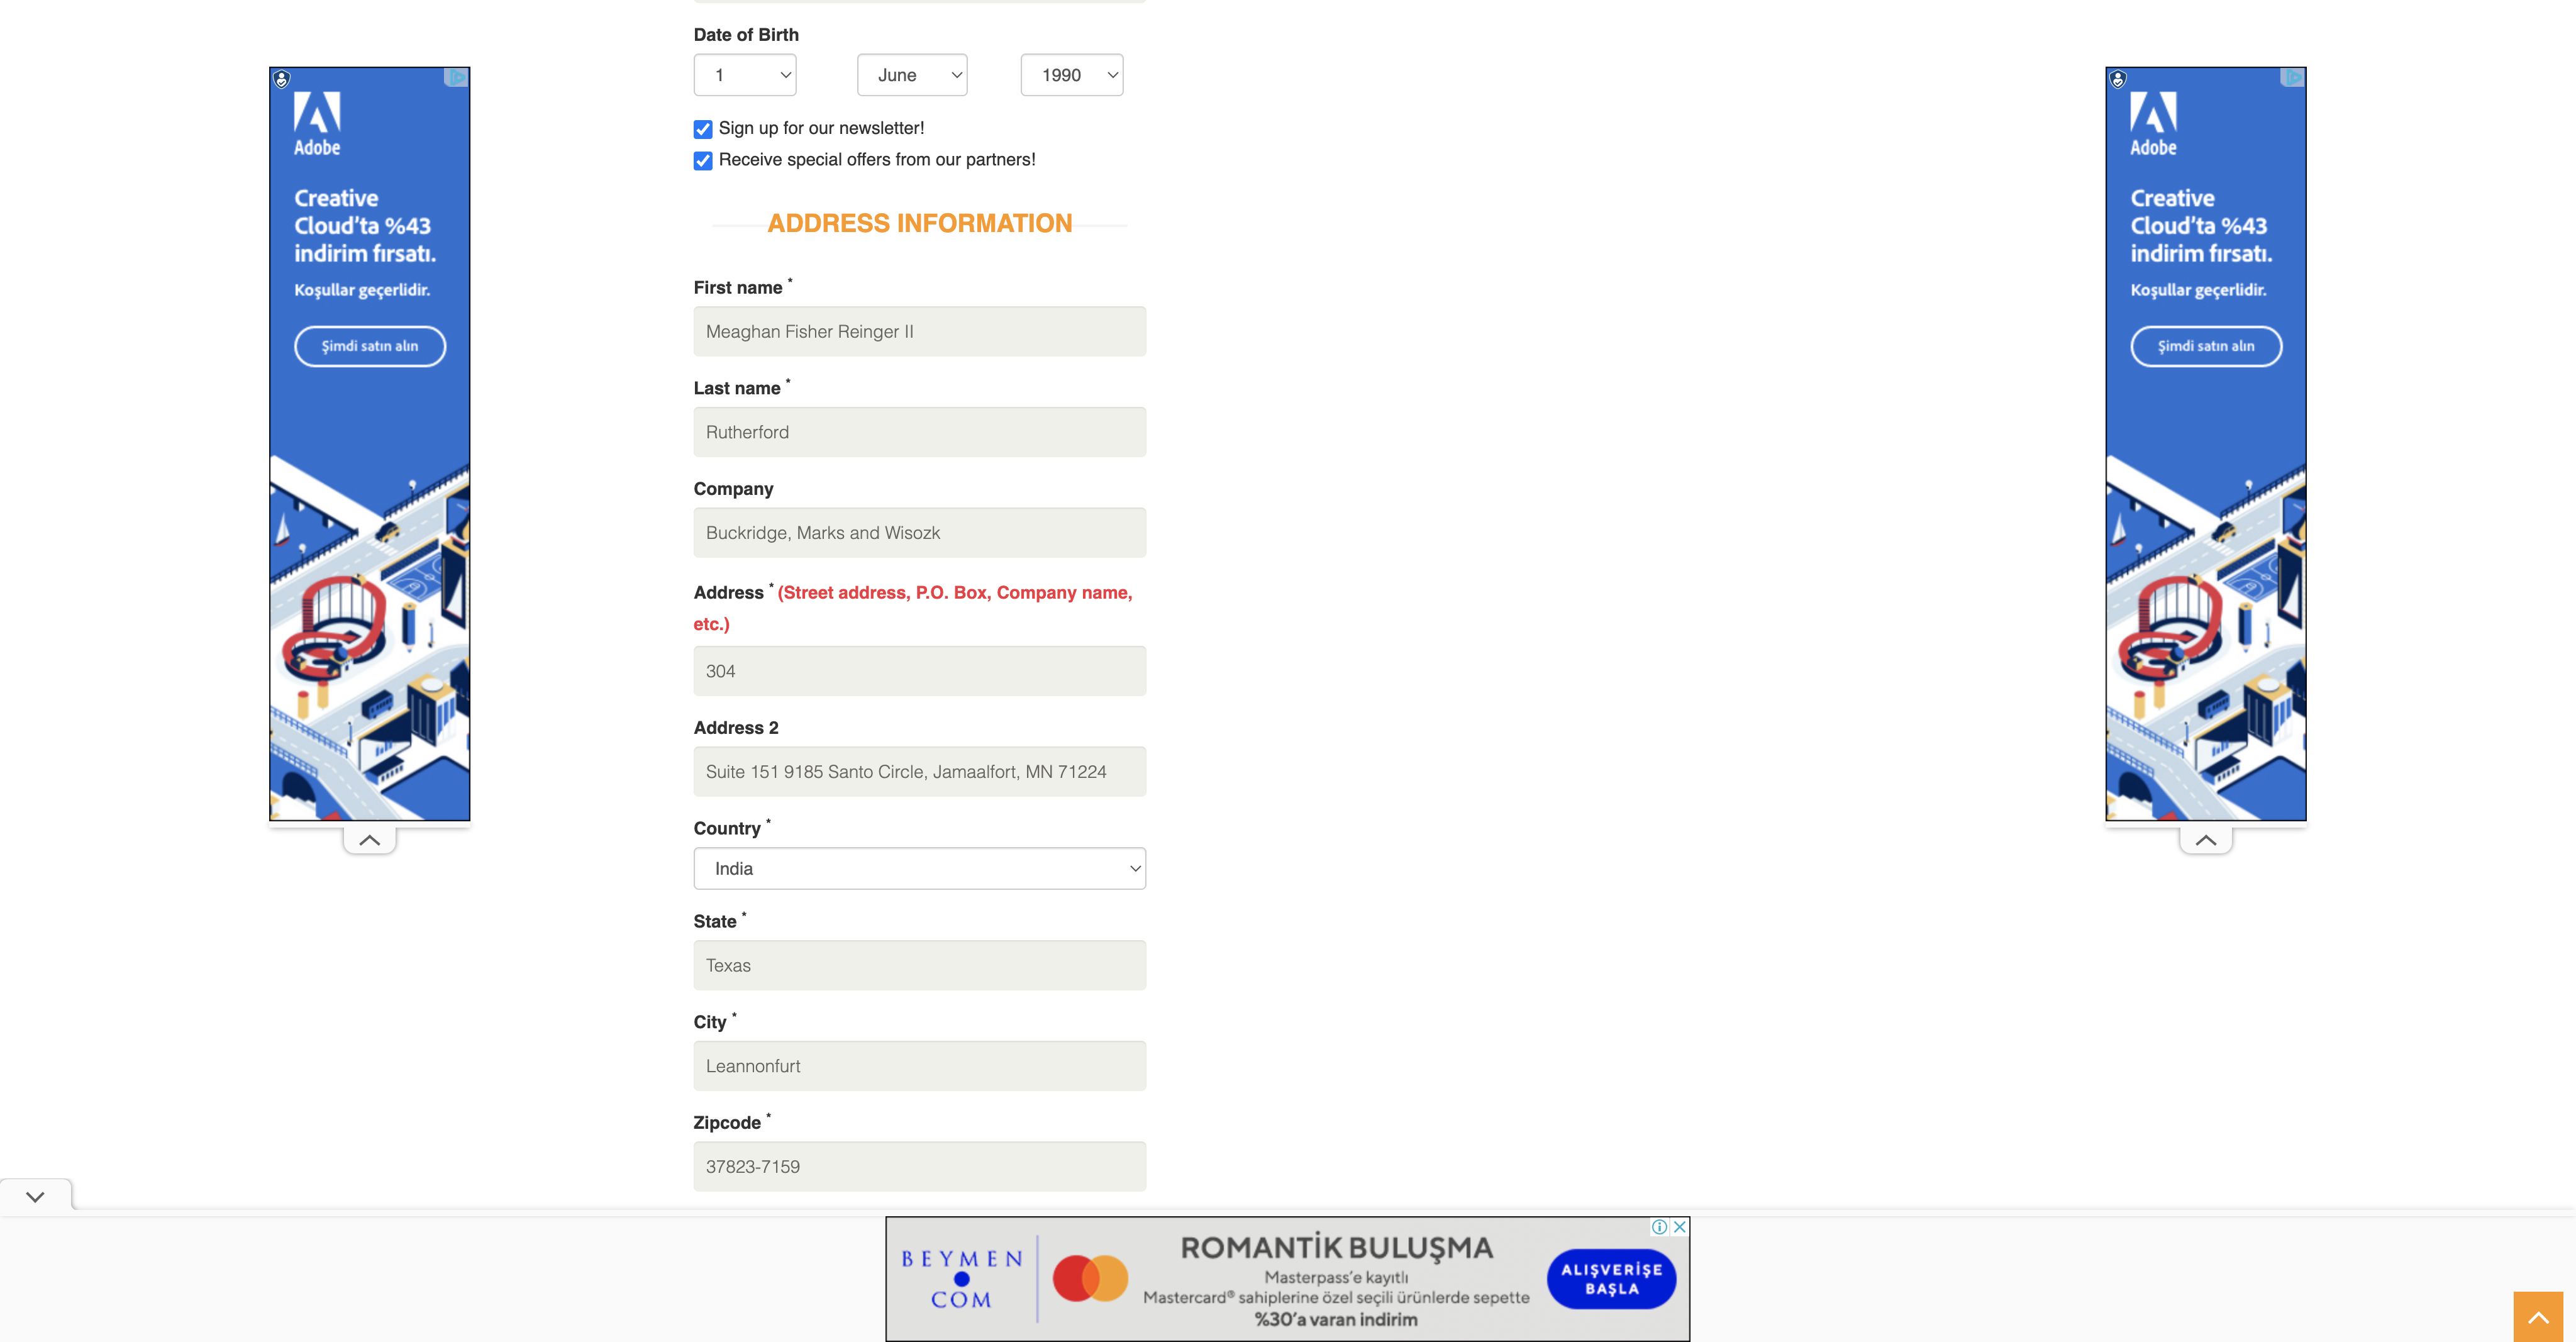 Date of Birth
1 June 1990
Sign up for our newsletter!
Receive special offers from our partners!
ADDRESS INFORMATION
First name *
Meaghan Fisher Reinger II
Last name *
Rutherford
Company
Buckridge, Marks and Wisozk
Address * (Street address, P.O. Box, Company name,
etc.)
304
Address 2
Suite 151 9185 Santo Circle, Jamaalfort, MN 71224
Country *
India
State *
Texas
City *
Leannonfurt
Zipcode *
37823-7159
Adobe
Creative
Cloud'ta %43
indirim fırsatı.
Koşullar geçerlidir.
Şimdi satın alın
Adobe
Creative
Cloud'ta %43
indirim fırsatı.
Koşullar geçerlidir.
Şimdi satın alın
BEYMEN
COM
ROMANTİK BULUŞMA
Masterpass'e kayıtlı
Mastercard® sahiplerine özel seçili ürünlerde sepette
%30'a varan indirim
ALIŞVERİŞE
BAŞLA